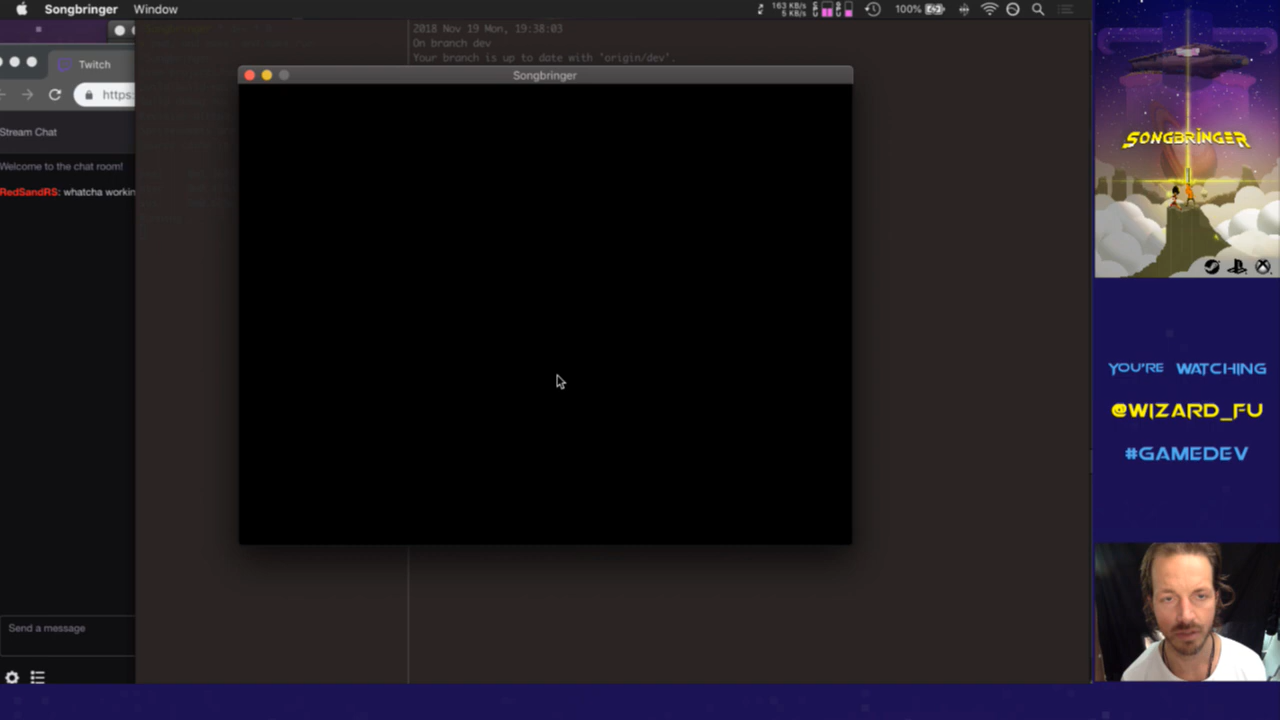 Songbringer Window
163 KB/s
5 KB/s
100%
2018 Nov 19 Mon, 19:38:03
On branch dev
Your branch is up to date with 'origin/dev'.
Twitch
https:
Songbringer
Stream Chat
Welcome to the chat room!
RedSandRS: whatcha workin
Send a message
SONGBRINGER
YOU'RE WATCHING
@WIZARD_FU
#GAMEDEV